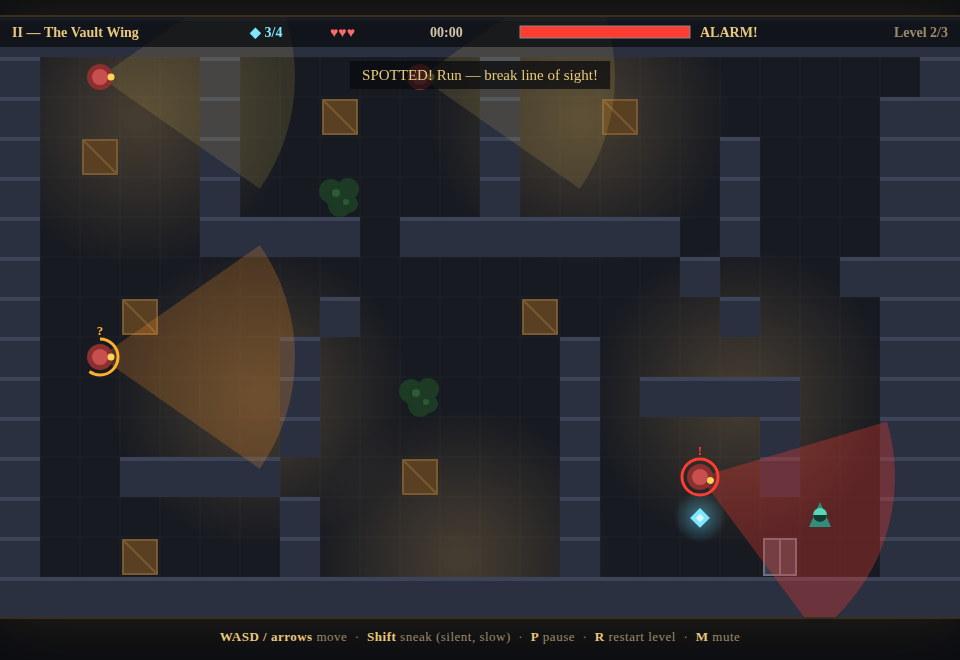 II — The Vault Wing ◆ 3/4 ♥♥♥ 00:00 ALARM! Level 2/3
SPOTTED! Run — break line of sight!
?
!
WASD / arrows move · Shift sneak (silent, slow) · P pause · R restart level · M mute